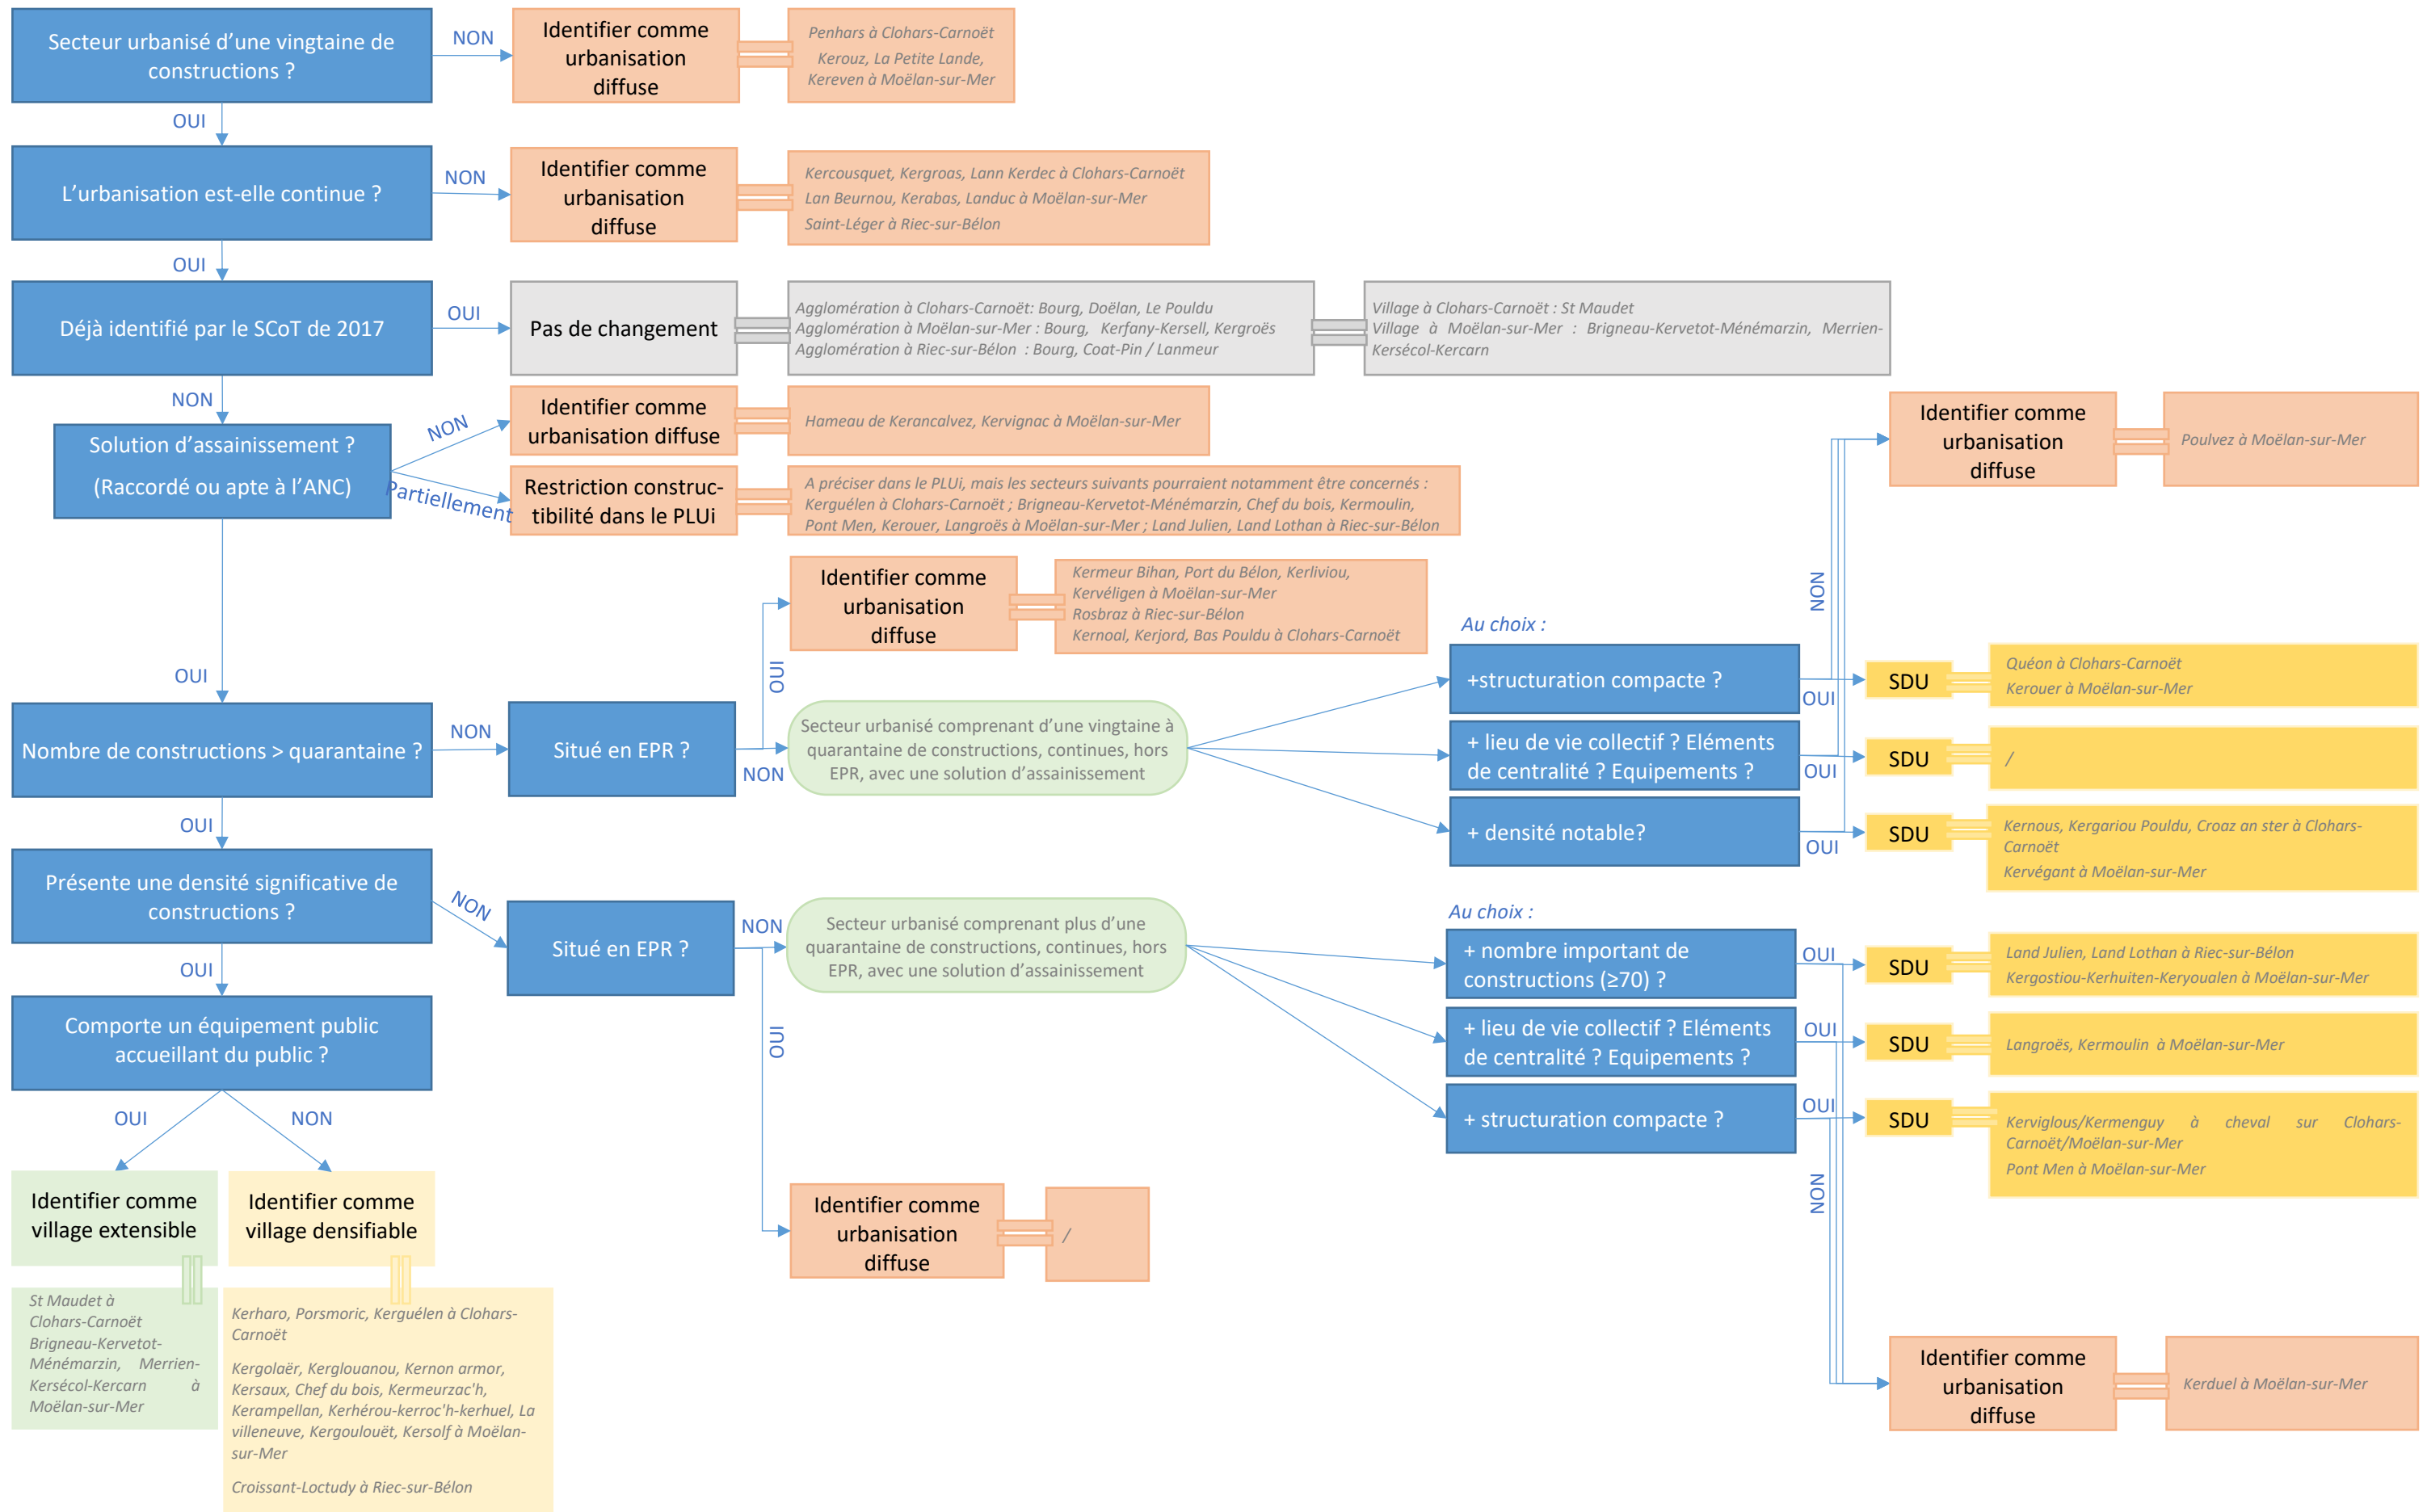 Secteur urbanisé d’une vingtaine de
constructions ?
NON
Identifier comme
urbanisation
diffuse
Penhars à Clohars-Carnoët
Kerouz, La Petite Lande,
Kereven à Moëlan-sur-Mer
OUI
L’urbanisation est-elle continue ?
NON
Identifier comme
urbanisation
diffuse
Kercousquet, Kergroas, Lann Kerdec à Clohars-Carnoët
Lan Beurnou, Kerabas, Landuc à Moëlan-sur-Mer
Saint-Léger à Riec-sur-Bélon
OUI
Déjà identifié par le SCoT de 2017
OUI
Pas de changement
Agglomération à Clohars-Carnoët: Bourg, Doëlan, Le Pouldu
Agglomération à Moëlan-sur-Mer : Bourg, Kerfany-Kersell, Kergroës
Agglomération à Riec-sur-Bélon : Bourg, Coat-Pin / Lanmeur
Village à Clohars-Carnoët : St Maudet
Village à Moëlan-sur-Mer : Brigneau-Kervetot-Ménémarzin, Merrien-
Kersécol-Kercarn
NON
Solution d’assainissement ?
(Raccordé ou apte à l’ANC)
NON
Identifier comme
urbanisation diffuse
Hameau de Kerancalvez, Kervignac à Moëlan-sur-Mer
Partiellement
Restriction construc-
tibilité dans le PLUi
A préciser dans le PLUi, mais les secteurs suivants pourraient notamment être concernés :
Kerguélen à Clohars-Carnoët ; Brigneau-Kervetot-Ménémarzin, Chef du bois, Kermoulin,
Pont Men, Kerouer, Langroës à Moëlan-sur-Mer ; Land Julien, Land Lothan à Riec-sur-Bélon
OUI
Nombre de constructions > quarantaine ?
NON
Situé en EPR ?
OUI
Identifier comme
urbanisation
diffuse
Kermeur Bihan, Port du Bélon, Kerliviou,
Kervéligen à Moëlan-sur-Mer
Rosbraz à Riec-sur-Bélon
Kernoal, Kerjord, Bas Pouldu à Clohars-Carnoët
NON
Secteur urbanisé comprenant d’une vingtaine à
quarantaine de constructions, continues, hors
EPR, avec une solution d’assainissement
Au choix :
+structuration compacte ?
OUI
SDU
Quéon à Clohars-Carnoët
Kerouer à Moëlan-sur-Mer
+ lieu de vie collectif ? Eléments
de centralité ? Equipements ?
OUI
SDU
/
+ densité notable?
OUI
SDU
Kernous, Kergariou Pouldu, Croaz an ster à Clohars-
Carnoët
Kervégant à Moëlan-sur-Mer
NON
Identifier comme
urbanisation
diffuse
Poulvez à Moëlan-sur-Mer
OUI
Présente une densité significative de
constructions ?
NON
Situé en EPR ?
NON
Secteur urbanisé comprenant plus d’une
quarantaine de constructions, continues, hors
EPR, avec une solution d’assainissement
Au choix :
+ nombre important de
constructions (≥70) ?
OUI
SDU
Land Julien, Land Lothan à Riec-sur-Bélon
Kergostiou-Kerhuiten-Keryoualen à Moëlan-sur-Mer
+ lieu de vie collectif ? Eléments
de centralité ? Equipements ?
OUI
SDU
Langroës, Kermoulin à Moëlan-sur-Mer
+ structuration compacte ?
OUI
SDU
Kerviglous/Kermenguy à cheval sur Clohars-
Carnoët/Moëlan-sur-Mer
Pont Men à Moëlan-sur-Mer
NON
Identifier comme
urbanisation
diffuse
Kerduel à Moëlan-sur-Mer
OUI
Identifier comme
urbanisation
diffuse
/
OUI
Comporte un équipement public
accueillant du public ?
OUI
NON
Identifier comme
village extensible
Identifier comme
village densifiable
St Maudet à
Clohars-Carnoët
Brigneau-Kervetot-
Ménémarzin, Merrien-
Kersécol-Kercarn à
Moëlan-sur-Mer
Kerharo, Porsmoric, Kerguélen à Clohars-
Carnoët
Kergolaër, Kerglouanou, Kernon armor,
Kersaux, Chef du bois, Kermeurzac'h,
Kerampellan, Kerhérou-kerroc'h-kerhuel, La
villeneuve, Kergoulouët, Kersolf à Moëlan-
sur-Mer
Croissant-Loctudy à Riec-sur-Bélon